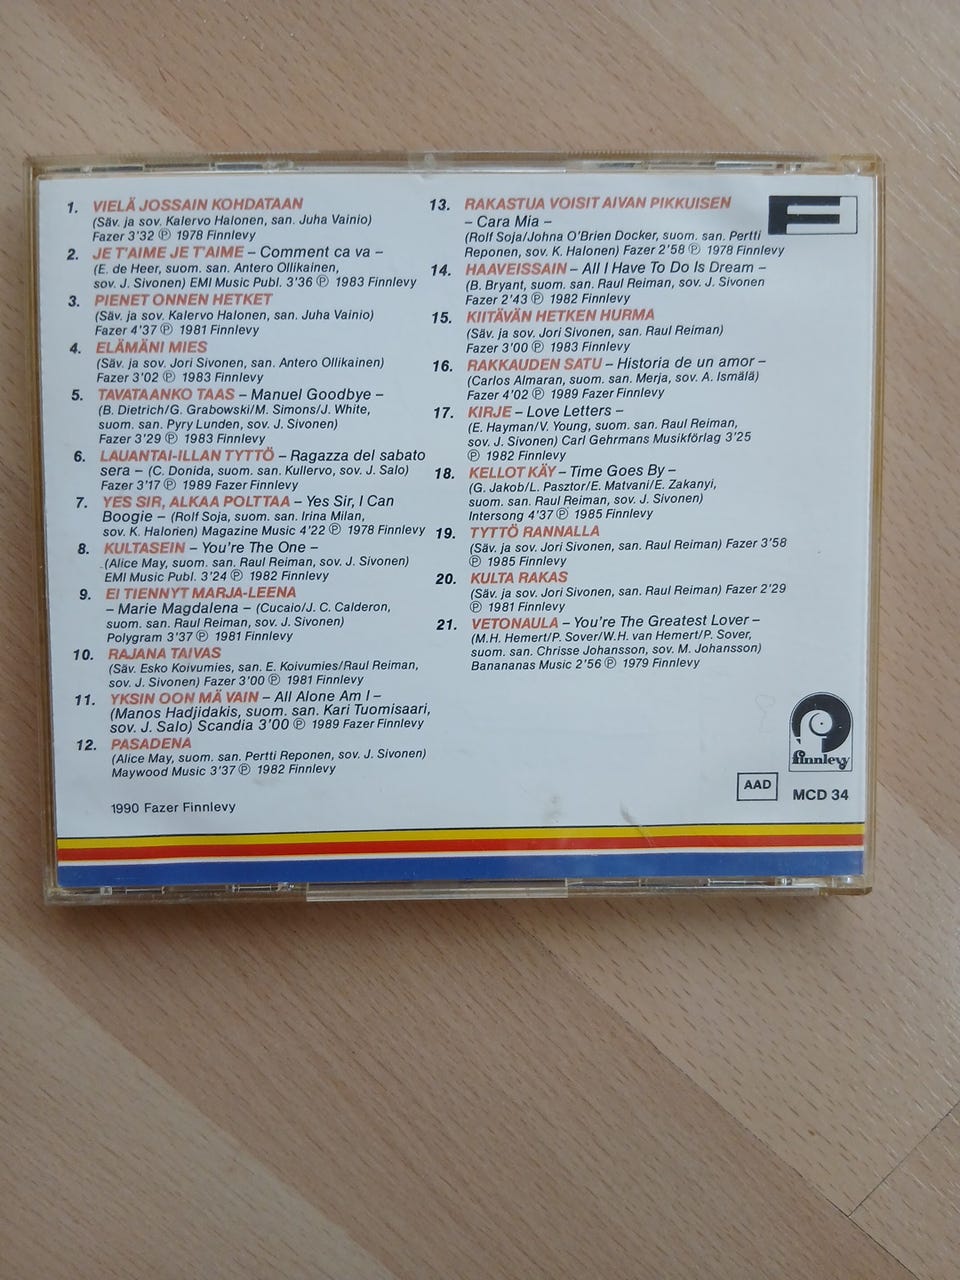 1. VIELÄ JOSSAIN KOHDATAAN
(Säv. ja sov. Kalervo Halonen, san. Juha Vainio)
Fazer 3'32 Ⓟ 1978 Finnlevy
2. JE T'AIME JE T'AIME – Comment ca va –
(E. de Heer, suom. san. Antero Ollikainen,
sov. J. Sivonen) EMI Music Publ. 3'36 Ⓟ 1983 Finnlevy
3. PIENET ONNEN HETKET
(Säv. ja sov. Kalervo Halonen, san. Juha Vainio)
Fazer 4'37 Ⓟ 1981 Finnlevy
4. ELÄMÄNI MIES
(Säv. ja sov. Jori Sivonen, san. Antero Ollikainen)
Fazer 3'02 Ⓟ 1983 Finnlevy
5. TAVATAANKO TAAS – Manuel Goodbye –
(B. Dietrich/G. Grabowski/M. Simons/J. White,
suom. san. Pyry Lunden, sov. J. Sivonen)
Fazer 3'29 Ⓟ 1983 Finnlevy
6. LAUANTAI-ILLAN TYTTÖ – Ragazza del sabato
sera – (C. Donida, suom. san. Kullervo, sov. J. Salo)
Fazer 3'17 Ⓟ 1989 Fazer Finnlevy
7. YES SIR, ALKAA POLTTAA – Yes Sir, I Can
Boogie – (Rolf Soja, suom. san. Irina Milan,
sov. K. Halonen) Magazine Music 4'22 Ⓟ 1978 Finnlevy
8. KULTASEIN – You're The One –
(Alice May, suom. san. Raul Reiman, sov. J. Sivonen)
EMI Music Publ. 3'24 Ⓟ 1982 Finnlevy
9. EI TIENNYT MARJA-LEENA
– Marie Magdalena – (Cucaio/J. C. Calderon,
suom. san. Raul Reiman, sov. J. Sivonen)
Polygram 3'37 Ⓟ 1981 Finnlevy
10. RAJANA TAIVAS
(Säv. Esko Koivumies, san. E. Koivumies/Raul Reiman,
sov. J. Sivonen) Fazer 3'00 Ⓟ 1981 Finnlevy
11. YKSIN OON MÄ VAIN – All Alone Am I –
(Manos Hadjidakis, suom. san. Kari Tuomisaari,
sov. J. Salo) Scandia 3'00 Ⓟ 1989 Fazer Finnlevy
12. PASADENA
(Alice May, suom. san. Pertti Reponen, sov. J. Sivonen)
Maywood Music 3'37 Ⓟ 1982 Finnlevy
1990 Fazer Finnlevy
13. RAKASTUA VOISIT AIVAN PIKKUISEN
– Cara Mia –
(Rolf Soja/Johna O'Brien Docker, suom. san. Pertti
Reponen, sov. K. Halonen) Fazer 2'58 Ⓟ 1978 Finnlevy
14. HAAVEISSAIN – All I Have To Do Is Dream –
(B. Bryant, suom. san. Raul Reiman, sov. J. Sivonen
Fazer 2'43 Ⓟ 1982 Finnlevy
15. KIITÄVÄN HETKEN HURMA
(Säv. ja sov. Jori Sivonen, san. Raul Reiman)
Fazer 3'00 Ⓟ 1983 Finnlevy
16. RAKKAUDEN SATU – Historia de un amor –
(Carlos Almaran, suom. san. Merja, sov. A. Ismälä)
Fazer 4'02 Ⓟ 1989 Fazer Finnlevy
17. KIRJE – Love Letters –
(E. Hayman/V. Young, suom. san. Raul Reiman,
sov. J. Sivonen) Carl Gehrmans Musikförlag 3'25
Ⓟ 1982 Finnlevy
18. KELLOT KÄY – Time Goes By –
(G. Jakob/L. Pasztor/E. Matvani/E. Zakanyi,
suom. san. Raul Reiman, sov. J. Sivonen)
Intersong 4'37 Ⓟ 1985 Finnlevy
19. TYTTÖ RANNALLA
(Säv. ja sov. Jori Sivonen, san. Raul Reiman) Fazer 3'58
Ⓟ 1985 Finnlevy
20. KULTA RAKAS
(Säv. ja sov. Jori Sivonen, san. Raul Reiman) Fazer 2'29
Ⓟ 1981 Finnlevy
21. VETONAULA – You're The Greatest Lover –
(M.H. Hemert/P. Sover/W.H. van Hemert/P. Sover,
suom. san. Chrisse Johansson, sov. M. Johansson)
Banananas Music 2'56 Ⓟ 1979 Finnlevy
finnlevy
AAD
MCD 34